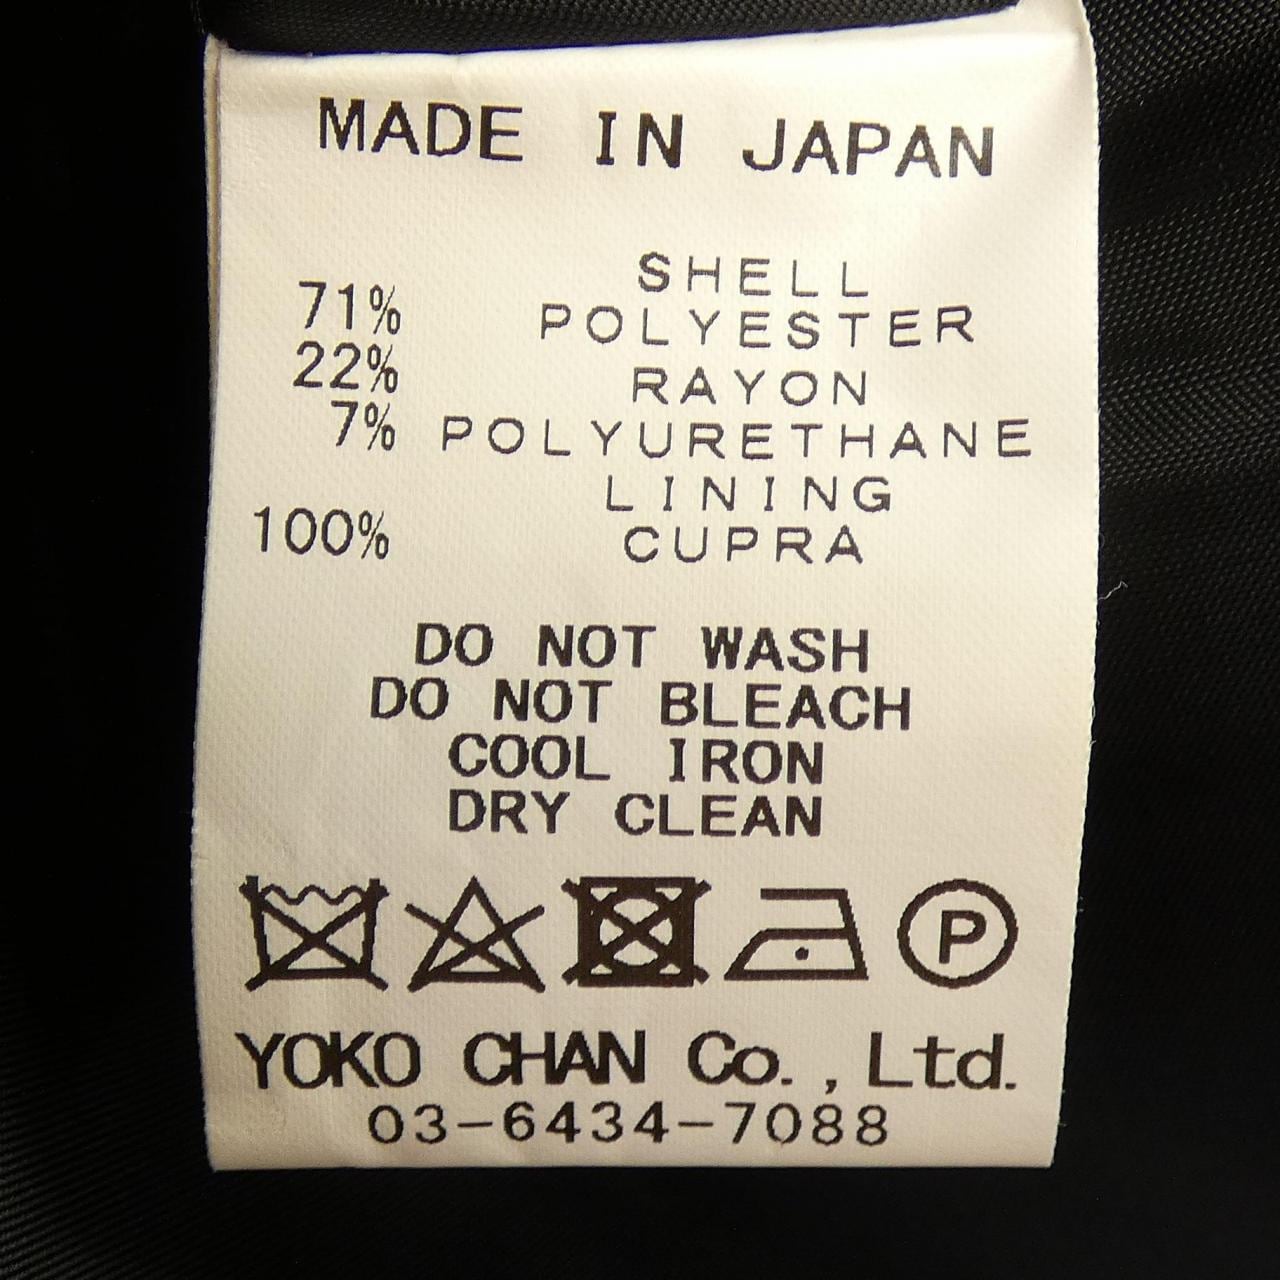 MADE IN JAPAN
SHELL
71% POLYESTER
22% RAYON
7% POLYURETHANE
LINING
100% CUPRA
DO NOT WASH
DO NOT BLEACH
COOL IRON
DRY CLEAN
P
YOKO CHAN Co.,Ltd.
03-6434-7088